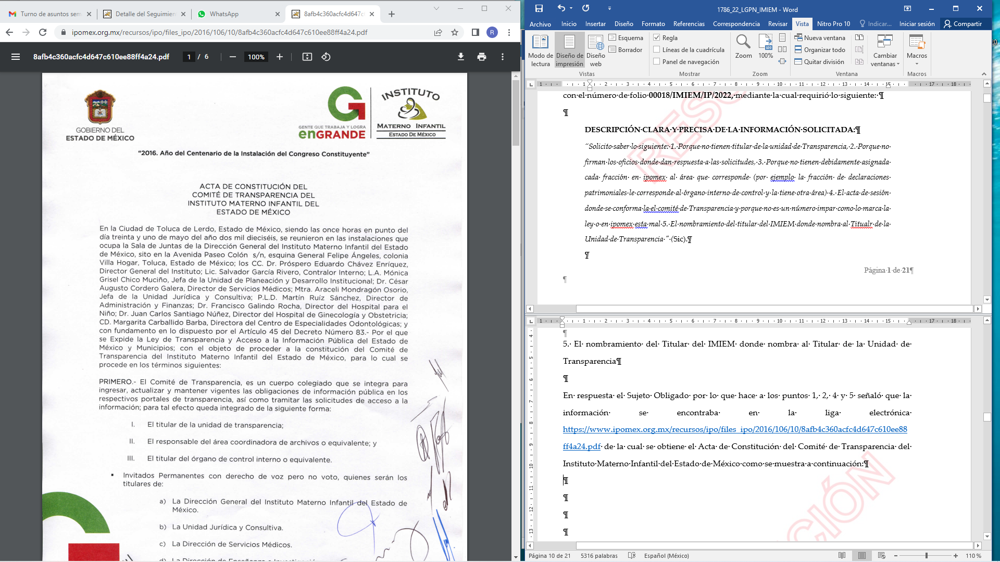 Turno de asuntos sem
Detalle del Seguimien
WhatsApp
8afb4c360acfc4d647c
ipomex.org.mx/recursos/ipo/files_ipo/2016/106/10/8afb4c360acfc4d647c610ee88ff4a24.pdf
R
8afb4c360acfc4d647c610ee88ff4a24.pdf
1 / 6
100%
GOBIERNO DEL
ESTADO DE MÉXICO
GENTE QUE TRABAJA Y LOGRA
enGRANDE
INSTITUTO
MATERNO INFANTIL
ESTADO DE MÉXICO
“2016. Año del Centenario de la Instalación del Congreso Constituyente”
ACTA DE CONSTITUCIÓN DEL
COMITÉ DE TRANSPARENCIA DEL
INSTITUTO MATERNO INFANTIL DEL
ESTADO DE MÉXICO
En la Ciudad de Toluca de Lerdo, Estado de México, siendo las once horas en punto del
día treinta y uno de mayo del año dos mil dieciséis, se reunieron en las instalaciones que
ocupa la Sala de Juntas de la Dirección General del Instituto Materno Infantil del Estado
de México, sito en la Avenida Paseo Colón s/n, esquina General Felipe Ángeles, colonia
Villa Hogar, Toluca, Estado de México; los CC. Dr. Próspero Eduardo Chávez Enríquez,
Director General del Instituto; Lic. Salvador García Rivero, Contralor Interno; L.A. Mónica
Grisel Chico Muciño, Jefa de la Unidad de Planeación y Desarrollo Institucional; Dr. César
Augusto Cordero Galera, Director de Servicios Médicos; Mtra. Araceli Mondragón Osorio,
Jefa de la Unidad Jurídica y Consultiva; P.L.D. Martín Ruíz Sánchez, Director de
Administración y Finanzas; Dr. Francisco Galindo Rocha, Director del Hospital para el
Niño; Dr. Juan Carlos Santiago Núñez, Director del Hospital de Ginecología y Obstetricia;
CD. Margarita Carballido Barba, Directora del Centro de Especialidades Odontológicas; y
con fundamento en lo dispuesto por el Artículo 45 del Decreto Número 83.- Por el que
se Expide la Ley de Transparencia y Acceso a la Información Pública del Estado de
México y Municipios; con el objeto de proceder a la constitución del Comité de
Transparencia del Instituto Materno Infantil del Estado de México, para lo cual se
procede en los términos siguientes:
PRIMERO.- El Comité de Transparencia, es un cuerpo colegiado que se integra para
ingresar, actualizar y mantener vigentes las obligaciones de información pública en los
respectivos portales de transparencia, así como tramitar las solicitudes de acceso a la
información; para tal efecto queda integrado de la siguiente forma:
I. El titular de la unidad de transparencia;
II. El responsable del área coordinadora de archivos o equivalente; y
III. El titular del órgano de control interno o equivalente.
▪ Invitados Permanentes con derecho de voz pero no voto, quienes serán los
titulares de:
a) La Dirección General del Instituto Materno Infantil del Estado de
México.
b) La Unidad Jurídica y Consultiva.
c) La Dirección de Servicios Médicos.
d) La Dirección de Enseñanza e Investigación
1786_22_LGPN_IMIEM - Word
Archivo Inicio Insertar Diseño Formato Referencias Correspondencia Revisar Vista Nitro Pro 10 Indicar... Iniciar sesión Compartir
Modo de lectura
Diseño de impresión
Diseño web
Esquema
Borrador
Vistas
Regla
Líneas de la cuadrícula
Panel de navegación
Mostrar
Zoom
100%
Zoom
Nueva ventana
Organizar todo
Quitar división
Cambiar ventanas
Ventana
Macros
Macros
con el número de folio 00018/IMIEM/IP/2022, mediante la cual requirió lo siguiente: ¶
¶
DESCRIPCIÓN CLARA Y PRECISA DE LA INFORMACIÓN SOLICITADA:¶
“Solicito saber lo siguiente: 1. Porque no tienen titular de la unidad de Transparencia, 2. Porque no
firman los oficios donde dan respuesta a las solicitudes, 3. Porque no tienen debidamente asignada
cada fracción en ipomex al área que corresponde (por ejemplo la fracción de declaraciones
patrimoniales le corresponde al órgano interno de control y la tiene otra área) 4. El acta de sesión
donde se conforma la el comité de Transparencia y porque no es un número impar como lo marca la
ley o en ipomex esta mal 5. El nombramiento del titular del IMIEM donde nombra al Titualr de la
Unidad de Transparencia ” (Sic).¶
¶
Página 1 de 21¶
¶
¶
5. El nombramiento del Titular del IMIEM donde nombra al Titular de la Unidad de
Transparencia¶
¶
En respuesta el Sujeto Obligado por lo que hace a los puntos 1, 2, 4 y 5 señaló que la
información se encontraba en la liga electrónica
https://www.ipomex.org.mx/recursos/ipo/files_ipo/2016/106/10/8afb4c360acfc4d647c610ee88
ff4a24.pdf de la cual se obtiene el Acta de Constitución del Comité de Transparencia del
Instituto Materno Infantil del Estado de México como se muestra a continuación:¶
¶
¶
¶
¶
Página 10 de 21 5316 palabras Español (México) 110 %